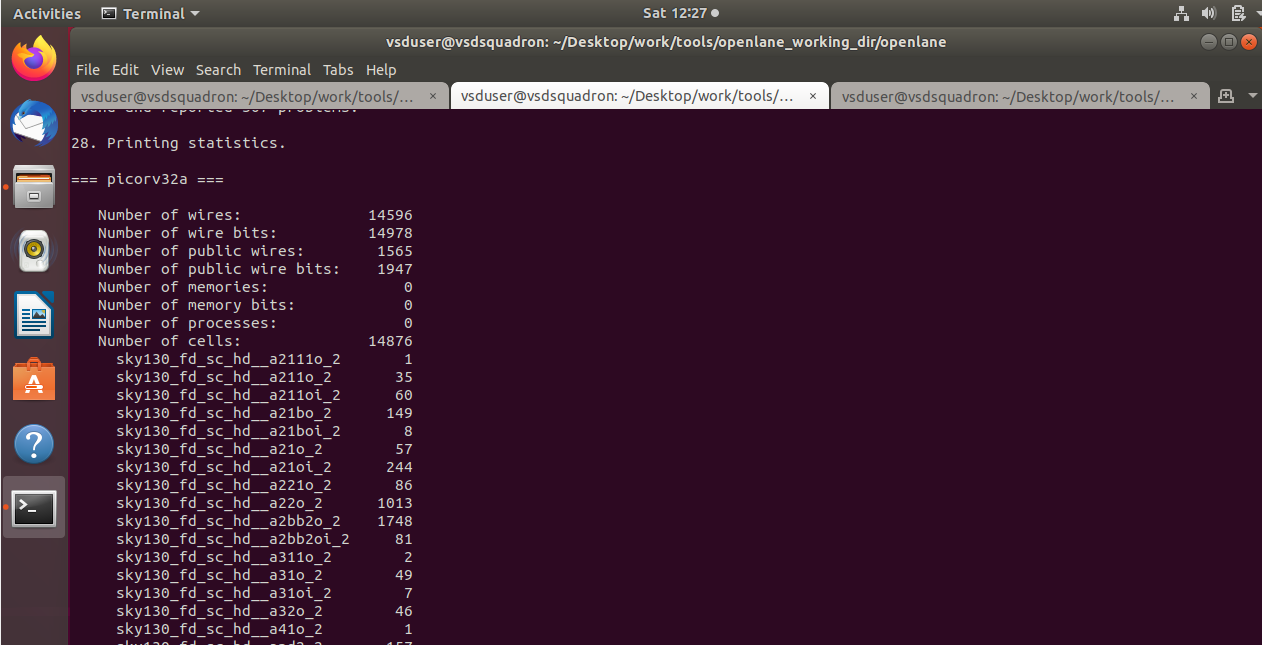 Activities Terminal Sat 12:27
vsduser@vsdsquadron: ~/Desktop/work/tools/openlane_working_dir/openlane
File Edit View Search Terminal Tabs Help
vsduser@vsdsquadron: ~/Desktop/work/tools/... × vsduser@vsdsquadron: ~/Desktop/work/tools/... × vsduser@vsdsquadron: ~/Desktop/work/tools/... ×
found and reported 307 problems.
28. Printing statistics.
=== picorv32a ===
Number of wires: 14596
Number of wire bits: 14978
Number of public wires: 1565
Number of public wire bits: 1947
Number of memories: 0
Number of memory bits: 0
Number of processes: 0
Number of cells: 14876
sky130_fd_sc_hd__a2111o_2 1
sky130_fd_sc_hd__a211o_2 35
sky130_fd_sc_hd__a211oi_2 60
sky130_fd_sc_hd__a21bo_2 149
sky130_fd_sc_hd__a21boi_2 8
sky130_fd_sc_hd__a21o_2 57
sky130_fd_sc_hd__a21oi_2 244
sky130_fd_sc_hd__a221o_2 86
sky130_fd_sc_hd__a22o_2 1013
sky130_fd_sc_hd__a2bb2o_2 1748
sky130_fd_sc_hd__a2bb2oi_2 81
sky130_fd_sc_hd__a311o_2 2
sky130_fd_sc_hd__a31o_2 49
sky130_fd_sc_hd__a31oi_2 7
sky130_fd_sc_hd__a32o_2 46
sky130_fd_sc_hd__a41o_2 1